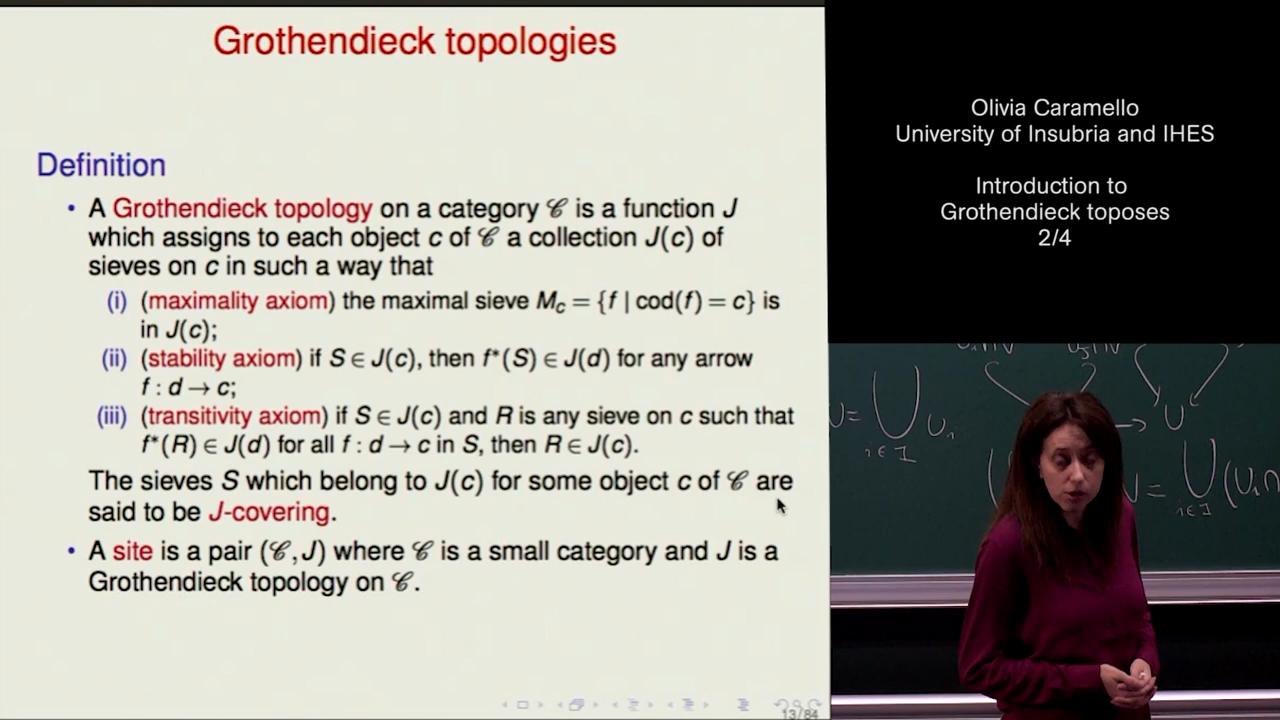 Grothendieck topologies
Definition
• A Grothendieck topology on a category 𝒞 is a function J
which assigns to each object c of 𝒞 a collection J(c) of
sieves on c in such a way that
(i) (maximality axiom) the maximal sieve M_c = {f | cod(f) = c} is
in J(c);
(ii) (stability axiom) if S ∈ J(c), then f*(S) ∈ J(d) for any arrow
f : d → c;
(iii) (transitivity axiom) if S ∈ J(c) and R is any sieve on c such that
f*(R) ∈ J(d) for all f : d → c in S, then R ∈ J(c).
The sieves S which belong to J(c) for some object c of 𝒞 are
said to be J-covering.
• A site is a pair (𝒞, J) where 𝒞 is a small category and J is a
Grothendieck topology on 𝒞.
13/84
Olivia Caramello
University of Insubria and IHES
Introduction to
Grothendieck toposes
2/4
= ⋃ U_i
i ∈ I
→ U
V = ⋃ (U_i ∩
i ∈ I